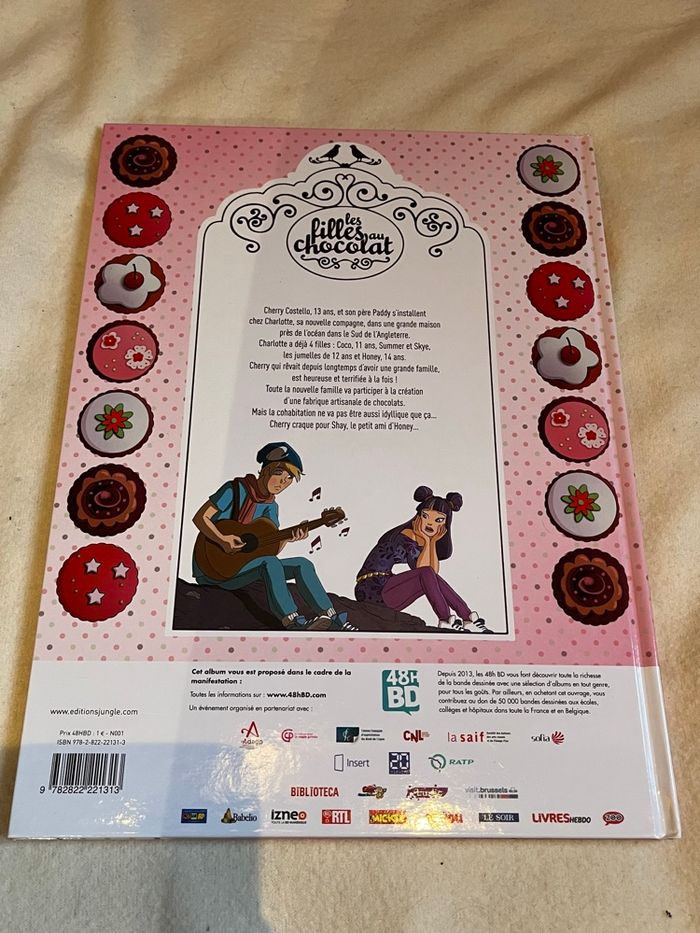 les
filles au
chocolat
Cherry Costello, 13 ans, et son père Paddy s'installent
chez Charlotte, sa nouvelle compagne, dans une grande maison
près de l'océan dans le Sud de l'Angleterre.
Charlotte a déjà 4 filles : Coco, 11 ans, Summer et Skye,
les jumelles de 12 ans et Honey, 14 ans.
Cherry qui rêvait depuis longtemps d'avoir une grande famille,
est heureuse et terrifiée à la fois !
Toute la nouvelle famille va participer à la création
d'une fabrique artisanale de chocolats.
Mais la cohabitation ne va pas être aussi idyllique que ça...
Cherry craque pour Shay, le petit ami d'Honey...
www.editionsjungle.com
Prix 48HBD : 1 € - N001
ISBN 978-2-822-22131-3
9 782822 221313
Cet album vous est proposé dans le cadre de la
manifestation :
Toutes les informations sur : www.48HBD.com
Un événement organisé en partenariat avec :
48H
BD
Depuis 2013, les 48h BD vous font découvrir toute la richesse
de la bande dessinée avec une sélection d'albums en tout genre,
pour tous les goûts. Par ailleurs, en achetant cet ouvrage, vous
contribuez au don de 50 000 bandes dessinées aux écoles,
collèges et hôpitaux dans toute la France et en Belgique.
Adagp
CNL
la saif
sofia
Insert
20
RATP
BIBLIOTECA
visit.brussels
Babelio
izneo
RTL
MICKEY
LE SOIR
LIVRES HEBDO
ZOO